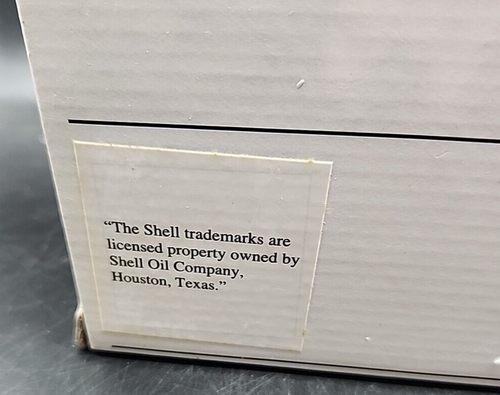 “The Shell trademarks are
licensed property owned by
Shell Oil Company,
Houston, Texas.”